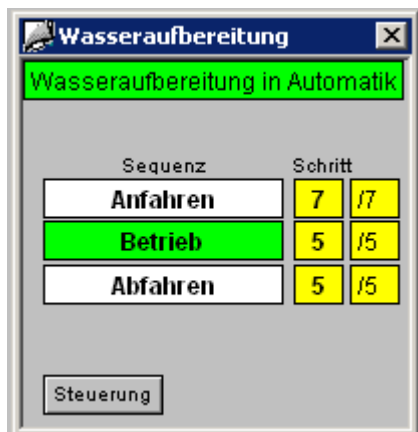 Wasseraufbereitung
Wasseraufbereitung in Automatik
Sequenz Schritt
Anfahren 7 /7
Betrieb 5 /5
Abfahren 5 /5
Steuerung